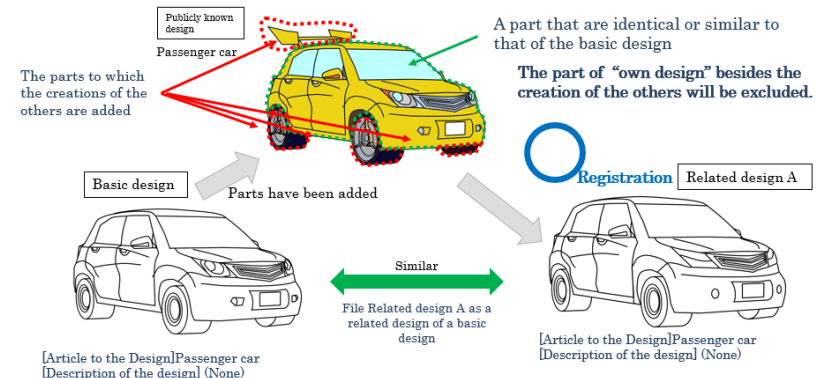 Publicly known
design
Passenger car
A part that are identical or similar to
that of the basic design
The part of “own design” besides the
creation of the others will be excluded.
The parts to which
the creations of the
others are added
Registration
Related design A
Basic design
Parts have been added
Similar
File Related design A as a
related design of a basic
design
[Article to the Design]Passenger car
[Description of the design] (None)
[Article to the Design]Passenger car
[Description of the design] (None)